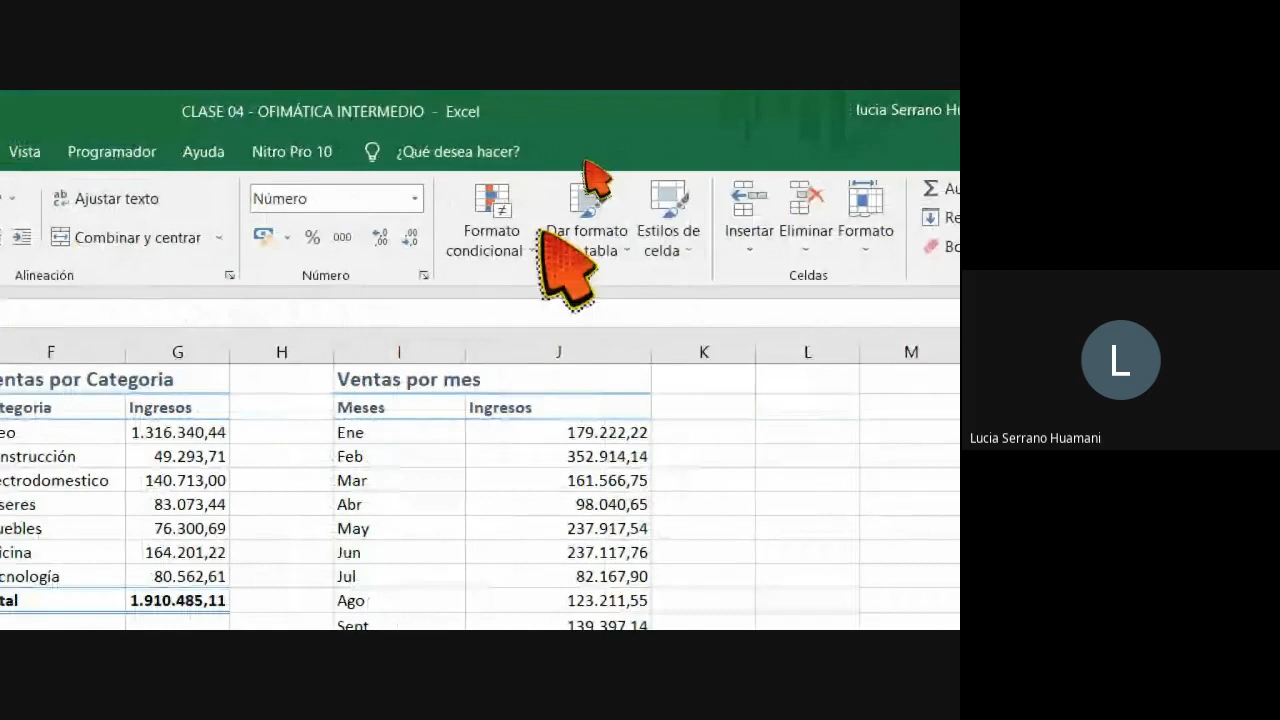 CLASE 04 - OFIMÁTICA INTERMEDIO - Excel
lucia Serrano Hu
Vista Programador Ayuda Nitro Pro 10 ¿Qué desea hacer?
Ajustar texto
Combinar y centrar
Alineación
Número
% 000
Número
Formato condicional
Dar formato tabla
Estilos de celda
Insertar Eliminar Formato
Celdas
Σ Au
Re
Bo
F G H I J K L M
entas por Categoria Ventas por mes
tegoria Ingresos Meses Ingresos
eo 1.316.340,44 Ene 179.222,22
nstrucción 49.293,71 Feb 352.914,14
ectrodomestico 140.713,00 Mar 161.566,75
seres 83.073,44 Abr 98.040,65
uebles 76.300,69 May 237.917,54
icina 164.201,22 Jun 237.117,76
cnología 80.562,61 Jul 82.167,90
tal 1.910.485,11 Ago 123.211,55
Sent 139.397,14
L
Lucia Serrano Huamani